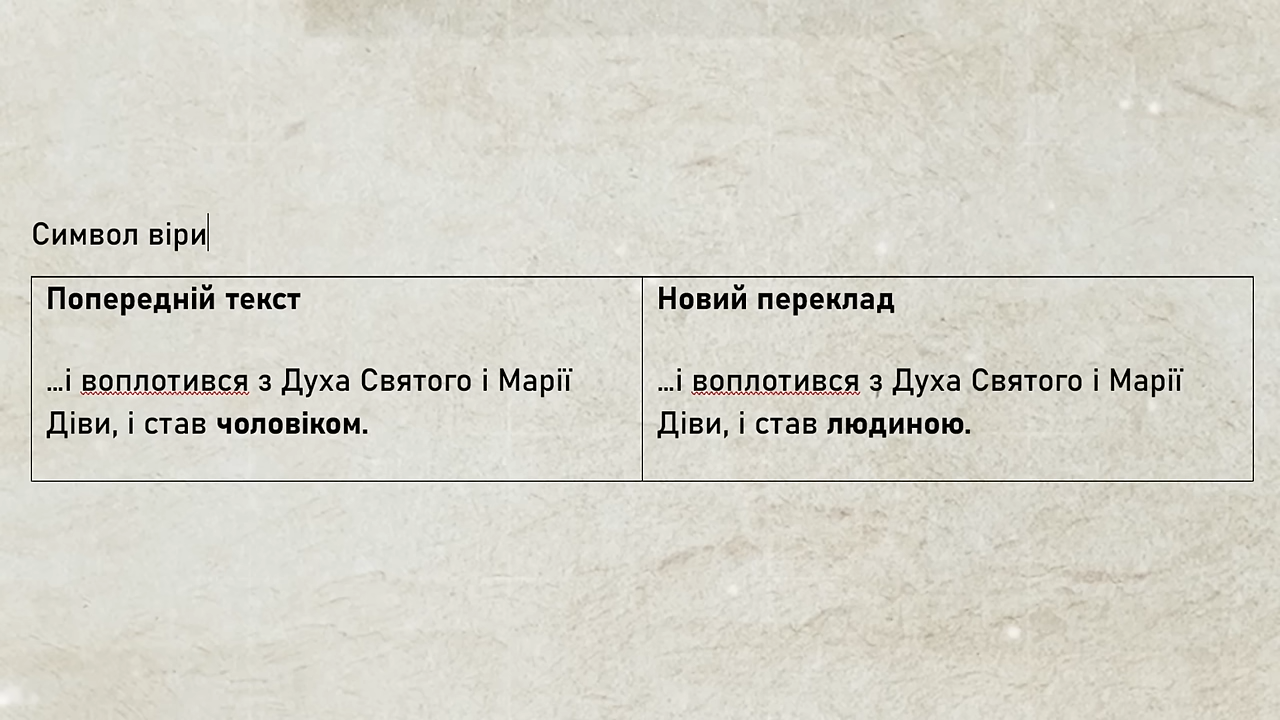 Символ віри
Попередній текст
…і воплотився з Духа Святого і Марії
Діви, і став чоловіком.
Новий переклад
…і воплотився з Духа Святого і Марії
Діви, і став людиною.